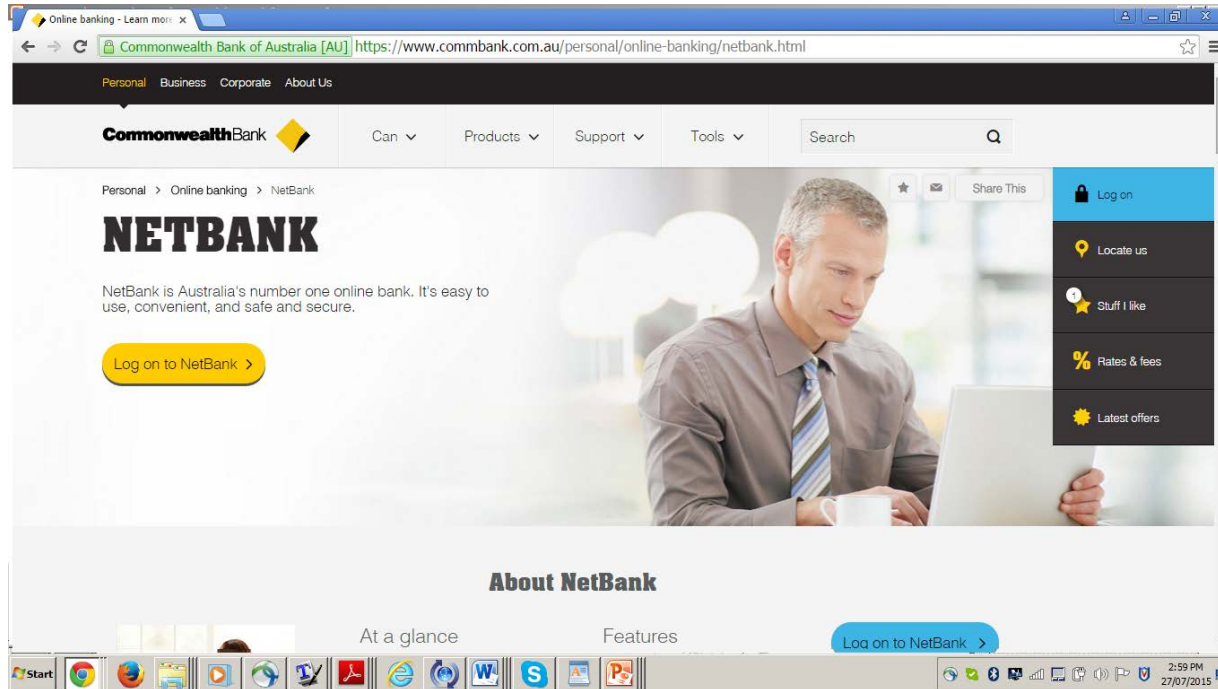 Online banking - Learn more
Commonwealth Bank of Australia [AU] https://www.commbank.com.au/personal/online-banking/netbank.html
Personal Business Corporate About Us
CommonwealthBank Can Products Support Tools Search
Personal > Online banking > NetBank
Share This
Log on
NETBANK
Locate us
NetBank is Australia's number one online bank. It's easy to
use, convenient, and safe and secure.
1
Stuff I like
Log on to NetBank >
% Rates & fees
Latest offers
About NetBank
At a glance
Features
Log on to NetBank >
Start
2:59 PM
27/07/2015